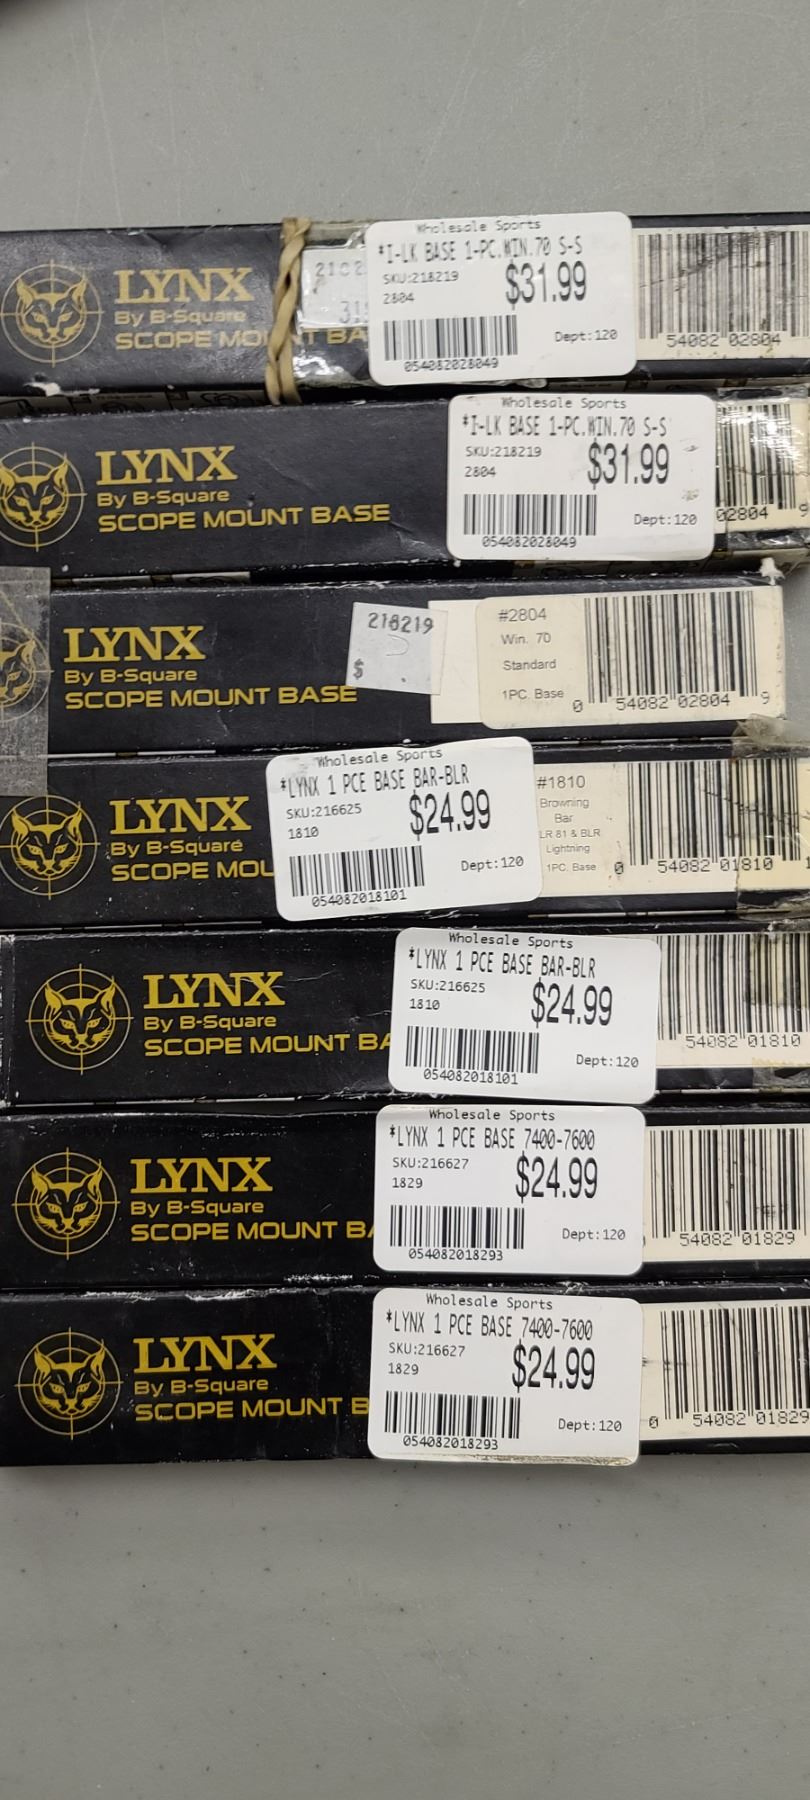 LYNX
By B-Square
SCOPE MOUNT BA
Wholesale Sports
*I-LK BASE 1-PC.WIN.70 S-S
SKU:218219
2804
$31.99
Dept:120
054082028049
54082 02804
LYNX
By B-Square
SCOPE MOUNT BASE
Wholesale Sports
*I-LK BASE 1-PC.WIN.70 S-S
SKU:218219
2804
$31.99
Dept:120
054082028049
02804 9
LYNX
By B-Square
SCOPE MOUNT BASE
218219
$ .
#2804
Win. 70
Standard
1PC. Base
0 54082 02804 9
LYNX
By B-Square
SCOPE MOU
Wholesale Sports
*LYNX 1 PCE BASE BAR-BLR
SKU:216625
1810
$24.99
Dept:120
054082018101
#1810
Browning
Bar
LR 81 & BLR
Lightning
1PC. Base
0 54082 01810 1
LYNX
By B-Square
SCOPE MOUNT BA
Wholesale Sports
*LYNX 1 PCE BASE BAR-BLR
SKU:216625
1810
$24.99
Dept:120
054082018101
54082 01810
LYNX
By B-Square
SCOPE MOUNT BA
Wholesale Sports
*LYNX 1 PCE BASE 7400-7600
SKU:216627
1829
$24.99
Dept:120
054082018293
54082 01829
LYNX
By B-Square
SCOPE MOUNT B
Wholesale Sports
*LYNX 1 PCE BASE 7400-7600
SKU:216627
1829
$24.99
Dept:120
054082018293
0 54082 01829